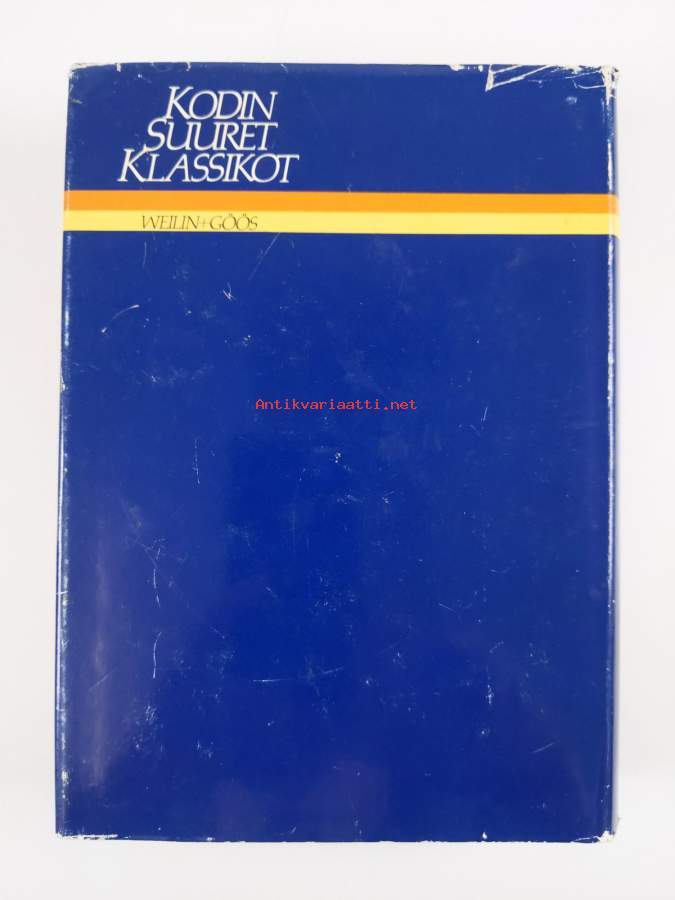 KODIN
SUURET
KLASSIKOT
WEILIN+GÖÖS
Antikvariaatti.net